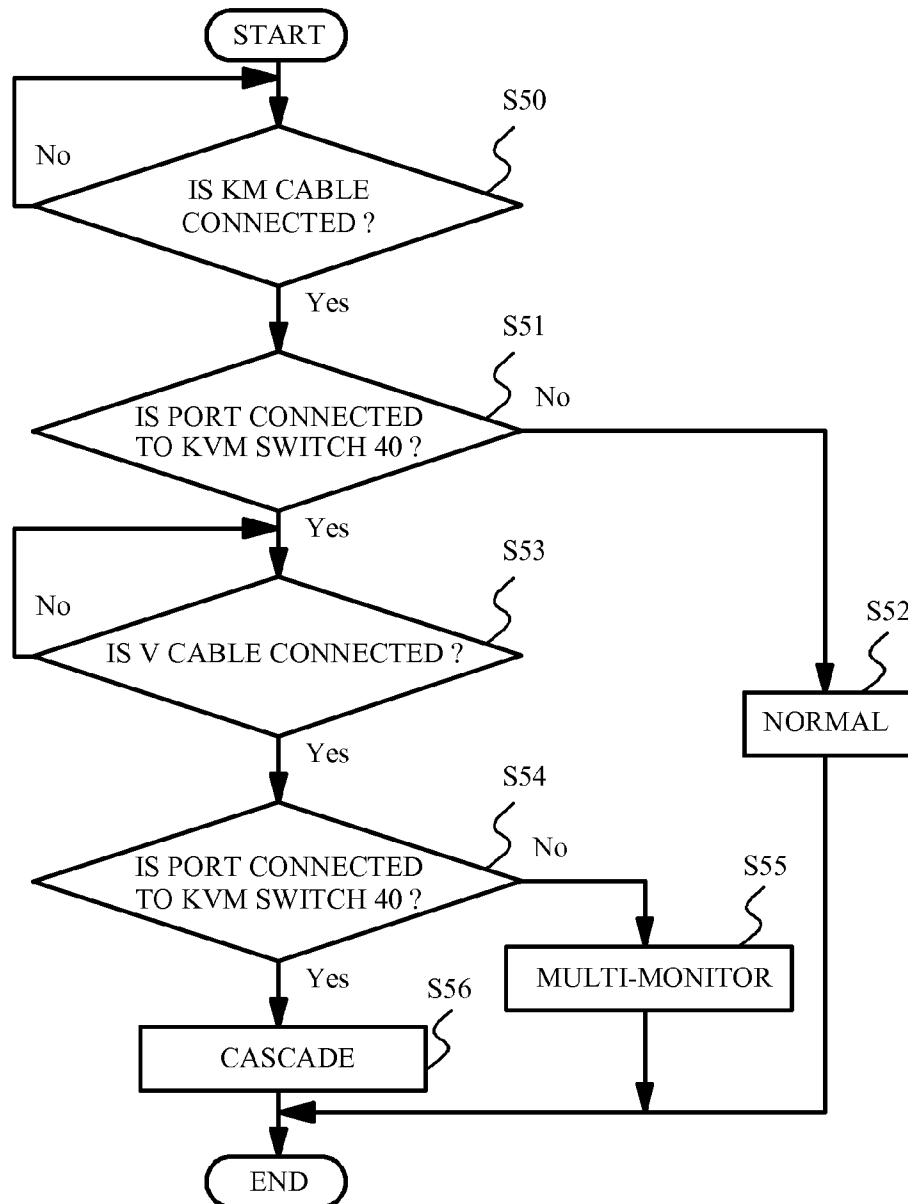 START
S50
No
IS KM CABLE
CONNECTED ?
Yes
S51
No
IS PORT CONNECTED
TO KVM SWITCH 40 ?
Yes
S53
No
IS V CABLE CONNECTED ?
S52
NORMAL
Yes
S54
No
IS PORT CONNECTED
TO KVM SWITCH 40 ?
S55
MULTI-MONITOR
Yes
S56
CASCADE
END